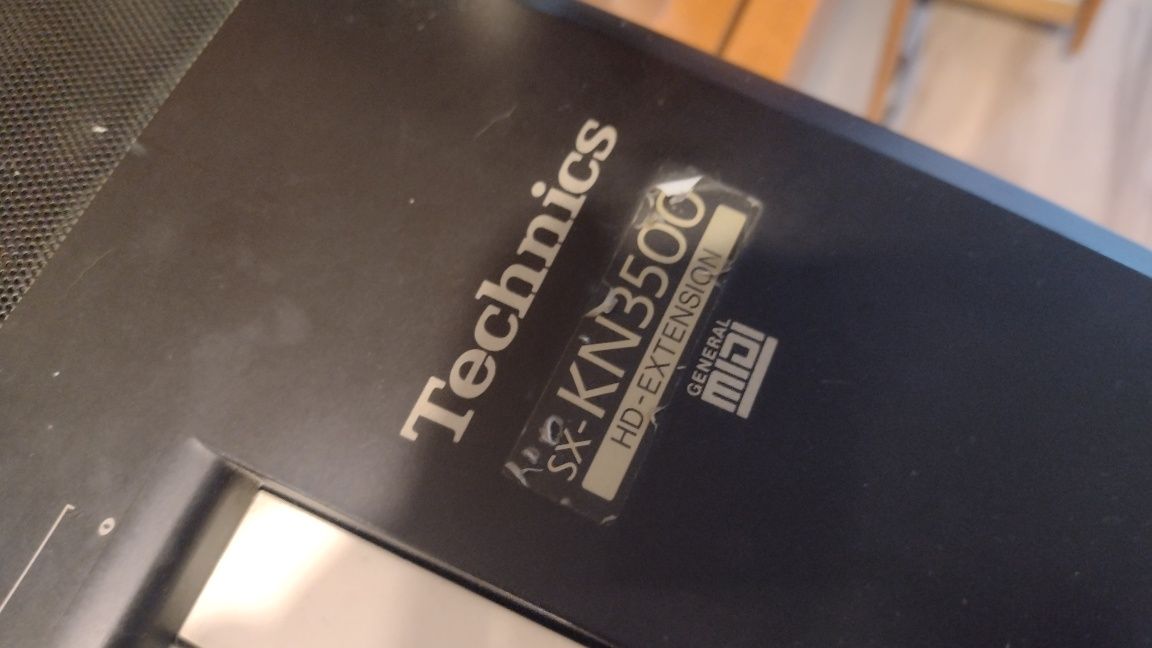 Technics
SX-KN3500
HD-EXTENSION
GENERAL
MIDI